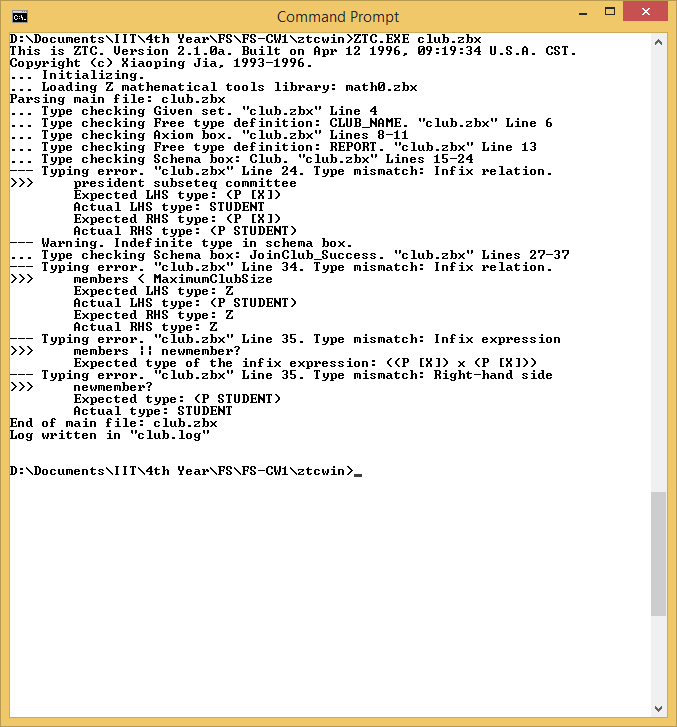 Command Prompt
D:\Documents\IIT\4th Year\FS\FS-CW1\ztcwin>ZTC.EXE club.zbx
This is ZTC. Version 2.1.0a. Built on Apr 12 1996, 09:19:34 U.S.A. CST.
Copyright (c) Xiaoping Jia, 1993-1996.
... Initializing.
... Loading Z mathematical tools library: math0.zbx
Parsing main file: club.zbx
... Type checking Given set. "club.zbx" Line 4
... Type checking Free type definition: CLUB_NAME. "club.zbx" Line 6
... Type checking Axiom box. "club.zbx" Lines 8-11
... Type checking Free type definition: REPORT. "club.zbx" Line 13
... Type checking Schema box: Club. "club.zbx" Lines 15-24
--- Typing error. "club.zbx" Line 24. Type mismatch: Infix relation.
>>> president subseteq committee
Expected LHS type: (P [X])
Actual LHS type: STUDENT
Expected RHS type: (P [X])
Actual RHS type: (P STUDENT)
--- Warning. Indefinite type in schema box.
... Type checking Schema box: JoinClub_Success. "club.zbx" Lines 27-37
--- Typing error. "club.zbx" Line 34. Type mismatch: Infix relation.
>>> members < MaximumClubSize
Expected LHS type: Z
Actual LHS type: (P STUDENT)
Expected RHS type: Z
Actual RHS type: Z
--- Typing error. "club.zbx" Line 35. Type mismatch: Infix expression
>>> members || newmember?
Expected type of the infix expression: ((P [X]) x (P [X]))
--- Typing error. "club.zbx" Line 35. Type mismatch: Right-hand side
>>> newmember?
Expected type: (P STUDENT)
Actual type: STUDENT
End of main file: club.zbx
Log written in "club.log"
D:\Documents\IIT\4th Year\FS\FS-CW1\ztcwin>_